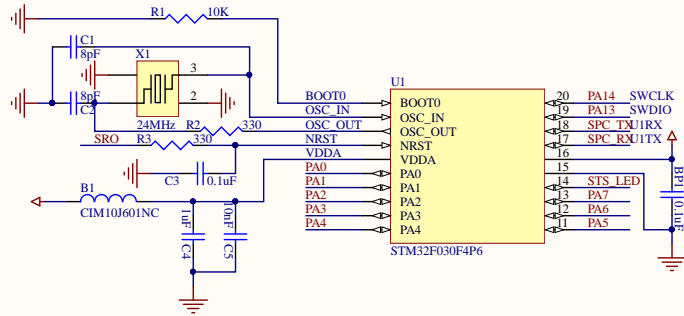 R1 10K
C1
8pF
X1
3
8pF
2
C2
24MHz
R2 330
SRO R3 330
C3 0.1uF
B1
CIM10J601NC
1uF
C4
10nF
C5
U1
BOOT0 BOOT0 20 PA14 SWCLK
OSC_IN OSC_IN 19 PA13 SWDIO
OSC_OUT OSC_OUT 18 SPC_TX U1RX
NRST NRST 17 SPC_RX U1TX
VDDA VDDA 16
PA0 PA0 15
PA1 PA1 14 STS_LED
PA2 PA2 13 PA7
PA3 PA3 12 PA6
PA4 PA4 11 PA5
STM32F030F4P6
BP1
0.1uF